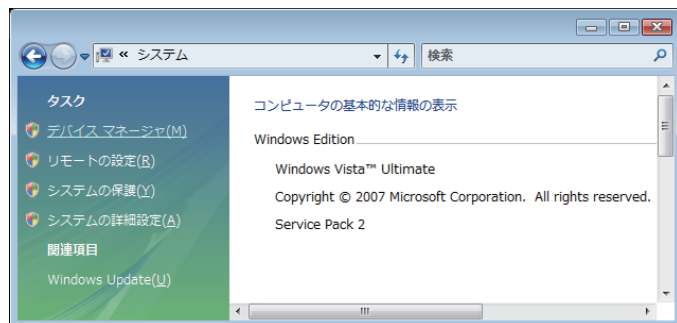 « システム
検索
タスク
デバイス マネージャ(M)
リモートの設定(R)
システムの保護(Y)
システムの詳細設定(A)
関連項目
Windows Update(U)
コンピュータの基本的な情報の表示
Windows Edition
Windows Vista™ Ultimate
Copyright © 2007 Microsoft Corporation. All rights reserved.
Service Pack 2